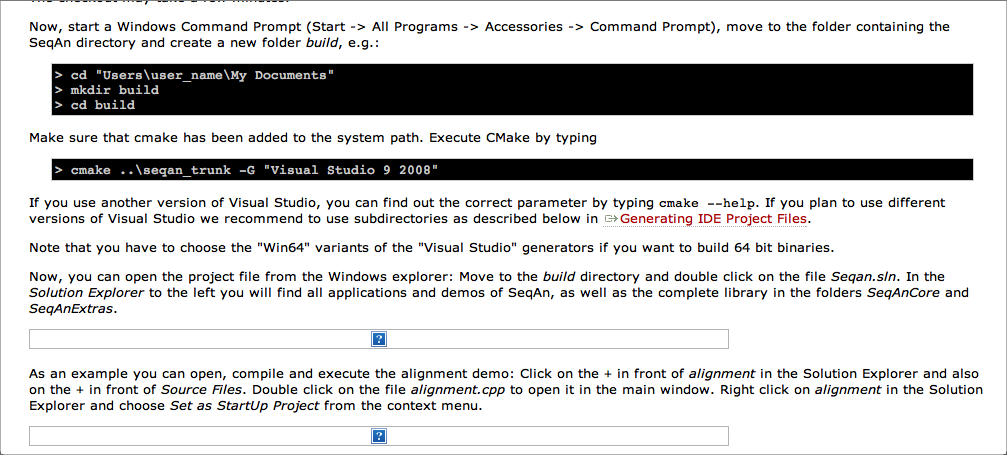 The checkout may take a few minutes.
Now, start a Windows Command Prompt (Start -> All Programs -> Accessories -> Command Prompt), move to the folder containing the
SeqAn directory and create a new folder build, e.g.:
> cd "Users\user_name\My Documents"
> mkdir build
> cd build
Make sure that cmake has been added to the system path. Execute CMake by typing
> cmake ..\seqan_trunk -G "Visual Studio 9 2008"
If you use another version of Visual Studio, you can find out the correct parameter by typing cmake --help. If you plan to use different
versions of Visual Studio we recommend to use subdirectories as described below in Generating IDE Project Files.
Note that you have to choose the "Win64" variants of the "Visual Studio" generators if you want to build 64 bit binaries.
Now, you can open the project file from the Windows explorer: Move to the build directory and double click on the file Seqan.sln. In the
Solution Explorer to the left you will find all applications and demos of SeqAn, as well as the complete library in the folders SeqAnCore and
SeqAnExtras.
?
As an example you can open, compile and execute the alignment demo: Click on the + in front of alignment in the Solution Explorer and also
on the + in front of Source Files. Double click on the file alignment.cpp to open it in the main window. Right click on alignment in the Solution
Explorer and choose Set as StartUp Project from the context menu.
?